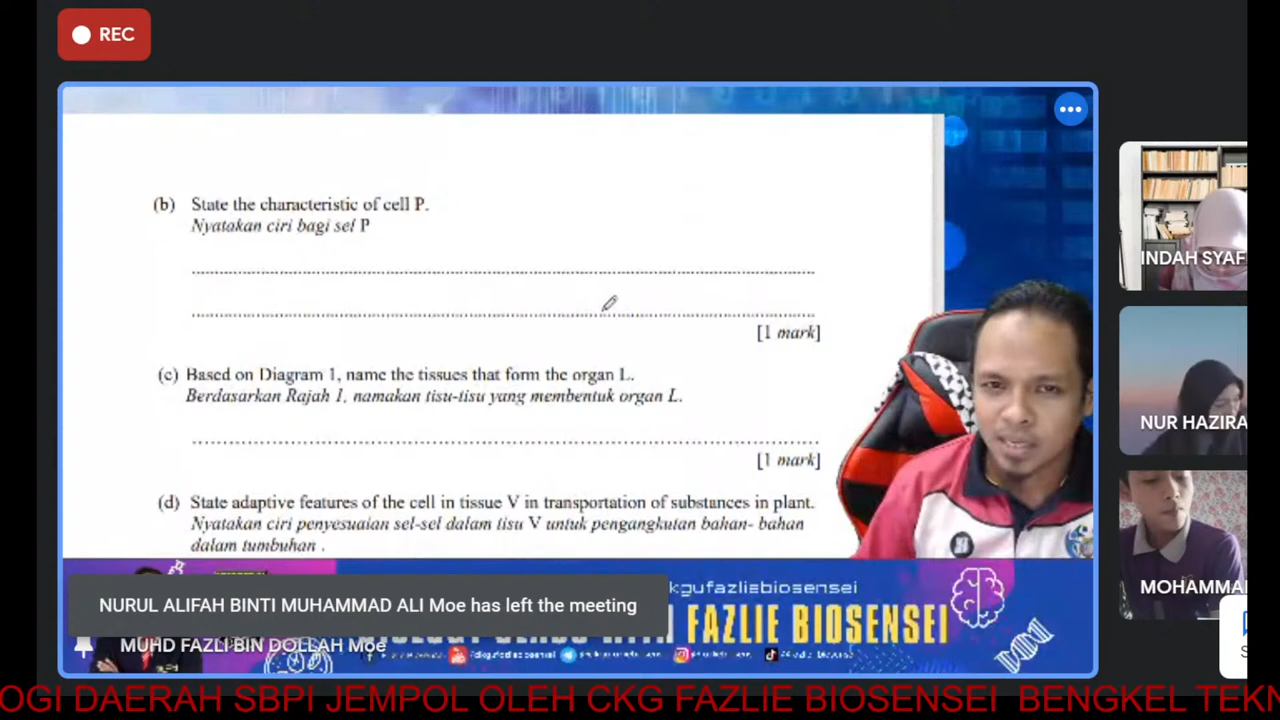 REC
(b) State the characteristic of cell P.
Nyatakan ciri bagi sel P
[1 mark]
(c) Based on Diagram 1, name the tissues that form the organ L.
Berdasarkan Rajah 1, namakan tisu-tisu yang membentuk organ L.
[1 mark]
(d) State adaptive features of the cell in tissue V in transportation of substances in plant.
Nyatakan ciri penyesuaian sel-sel dalam tisu V untuk pengangkutan bahan- bahan
dalam tumbuhan .
INDAH SYAF
NUR HAZIRA
MOHAMMA
kgufazliebiosensei
NURUL ALIFAH BINTI MUHAMMAD ALI Moe has left the meeting
FAZLIE BIOSENSEI
MUHD FAZLI BIN DOLLAH Moe
OGI DAERAH SBPI JEMPOL OLEH CKG FAZLIE BIOSENSEI BENGKEL TEKN